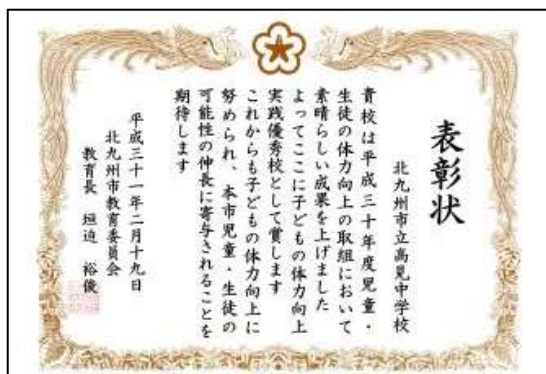 表彰状
北九州市立高見中学校
貴校は平成三十年度児童・
生徒の体力向上の取組において
素晴らしい成果を上げました
よってここに子どもの体力向上
実践優秀校として賞します
これからも子どもの体力向上に
努められ、本市児童・生徒の
可能性の伸長に寄与されることを
期待します
平成三十一年二月十九日
北九州市教育委員会
教育長 垣迫 裕俊